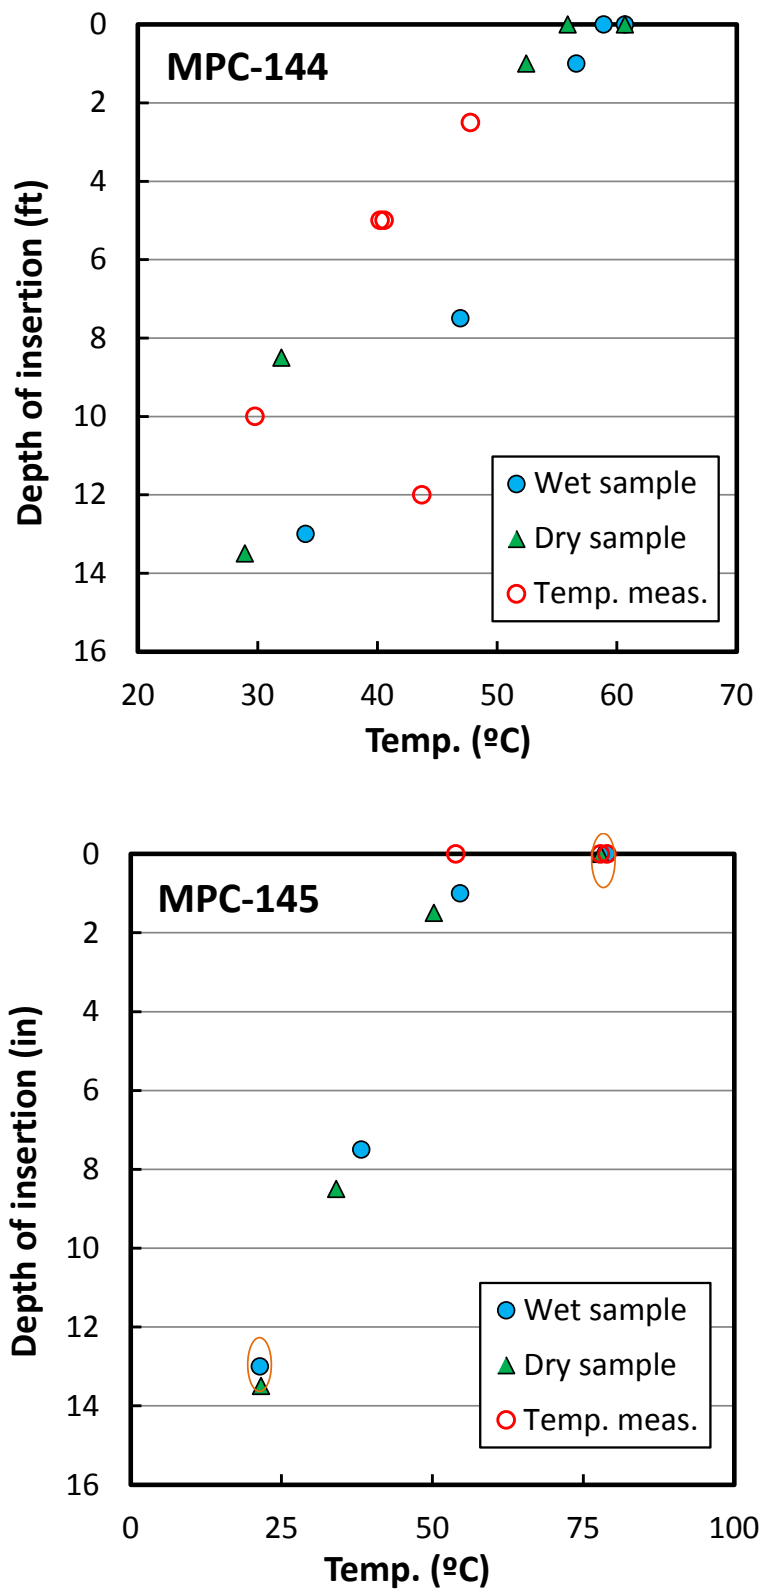 0
MPC-144
2
4
6
8
10
12
14
16
Depth of insertion (ft)
Wet sample
Dry sample
Temp. meas.
20 30 40 50 60 70
Temp. (ºC)
0
MPC-145
2
4
6
8
10
12
14
16
Depth of insertion (in)
Wet sample
Dry sample
Temp. meas.
0 25 50 75 100
Temp. (ºC)